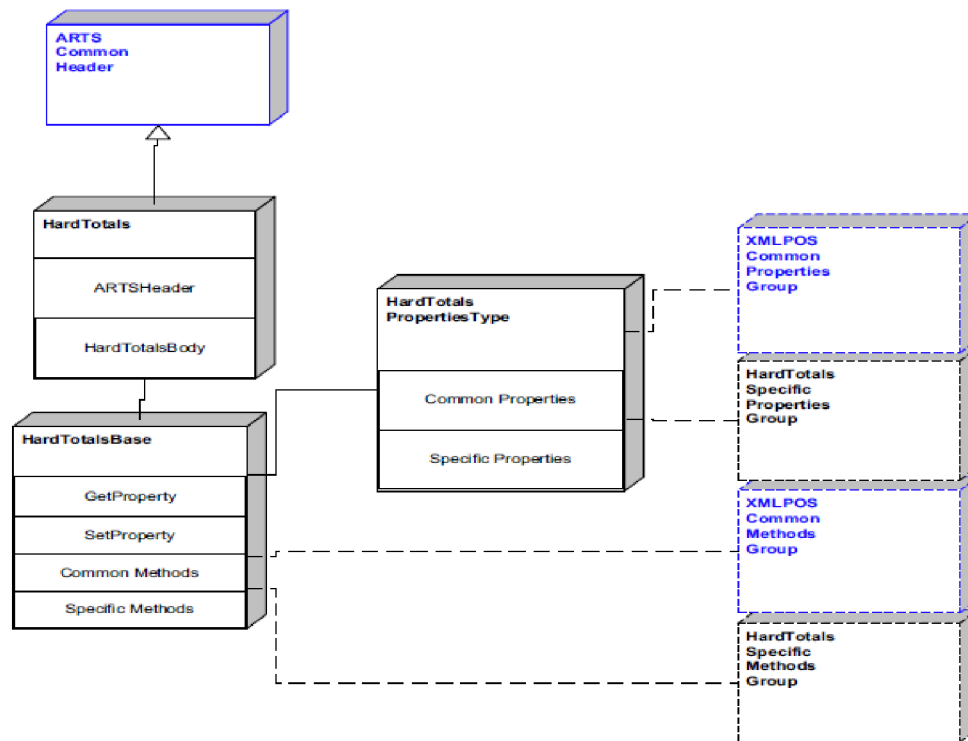 ARTS
Common
Header
HardTotals
ARTSHeader
HardTotalsBody
HardTotalsBase
GetProperty
SetProperty
Common Methods
Specific Methods
HardTotals
PropertiesType
Common Properties
Specific Properties
XMLPOS
Common
Properties
Group
HardTotals
Specific
Properties
Group
XMLPOS
Common
Methods
Group
HardTotals
Specific
Methods
Group